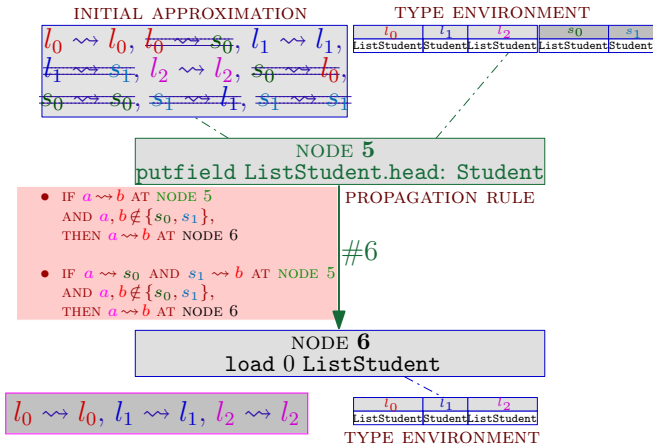 INITIAL APPROXIMATION
l₀ ⇝ l₀, l₀ ⇝ s₀, l₁ ⇝ l₁,
l₁ ⇝ s₁, l₂ ⇝ l₂, s₀ ⇝ l₀,
s₀ ⇝ s₀, s₁ ⇝ l₁, s₁ ⇝ s₁
TYPE ENVIRONMENT
l₀ l₁ l₂ s₀ s₁
ListStudent Student ListStudent ListStudent Student
NODE 5
putfield ListStudent.head: Student
PROPAGATION RULE
• IF a ⇝ b AT NODE 5
AND a, b ∉ {s₀, s₁},
THEN a ⇝ b AT NODE 6
• IF a ⇝ s₀ AND s₁ ⇝ b AT NODE 5
AND a, b ∉ {s₀, s₁},
THEN a ⇝ b AT NODE 6
#6
NODE 6
load 0 ListStudent
l₀ ⇝ l₀, l₁ ⇝ l₁, l₂ ⇝ l₂
l₀ l₁ l₂
ListStudent Student ListStudent
TYPE ENVIRONMENT